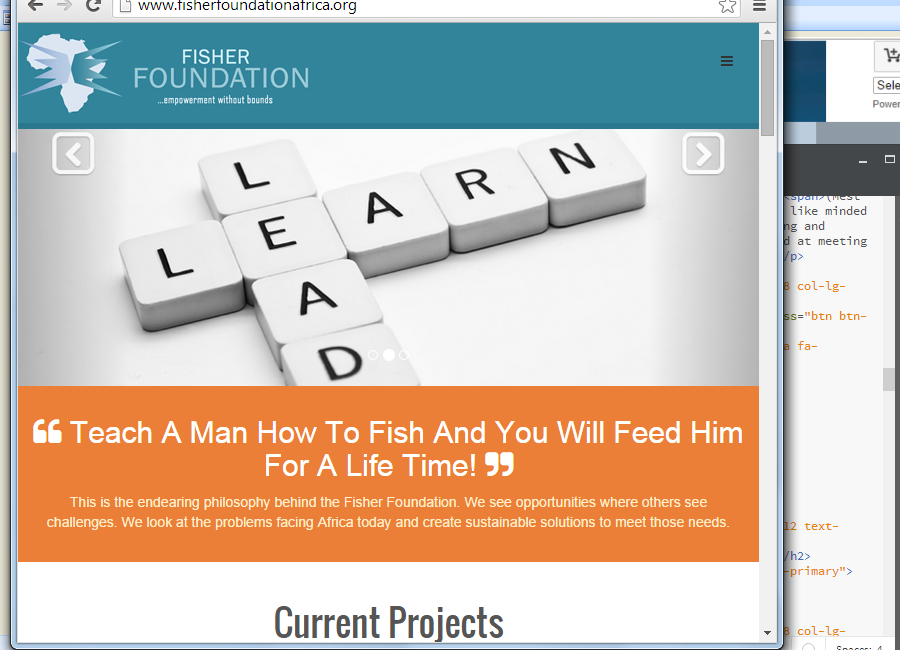 www.fisherfoundationafrica.org
FISHER
FOUNDATION
...empowerment without bounds
L
LEARN
L
A
D
“ Teach A Man How To Fish And You Will Feed Him
For A Life Time! ”
This is the endearing philosophy behind the Fisher Foundation. We see opportunities where others see
challenges. We look at the problems facing Africa today and create sustainable solutions to meet those needs.
Current Projects
Sele
Power
<span>(Mest
like minded
ng and
d at meeting
/p>
8 col-lg-
ss="btn btn-
a fa-
12 text-
/h2>
-primary">
8 col-lg-
Spaces: 4